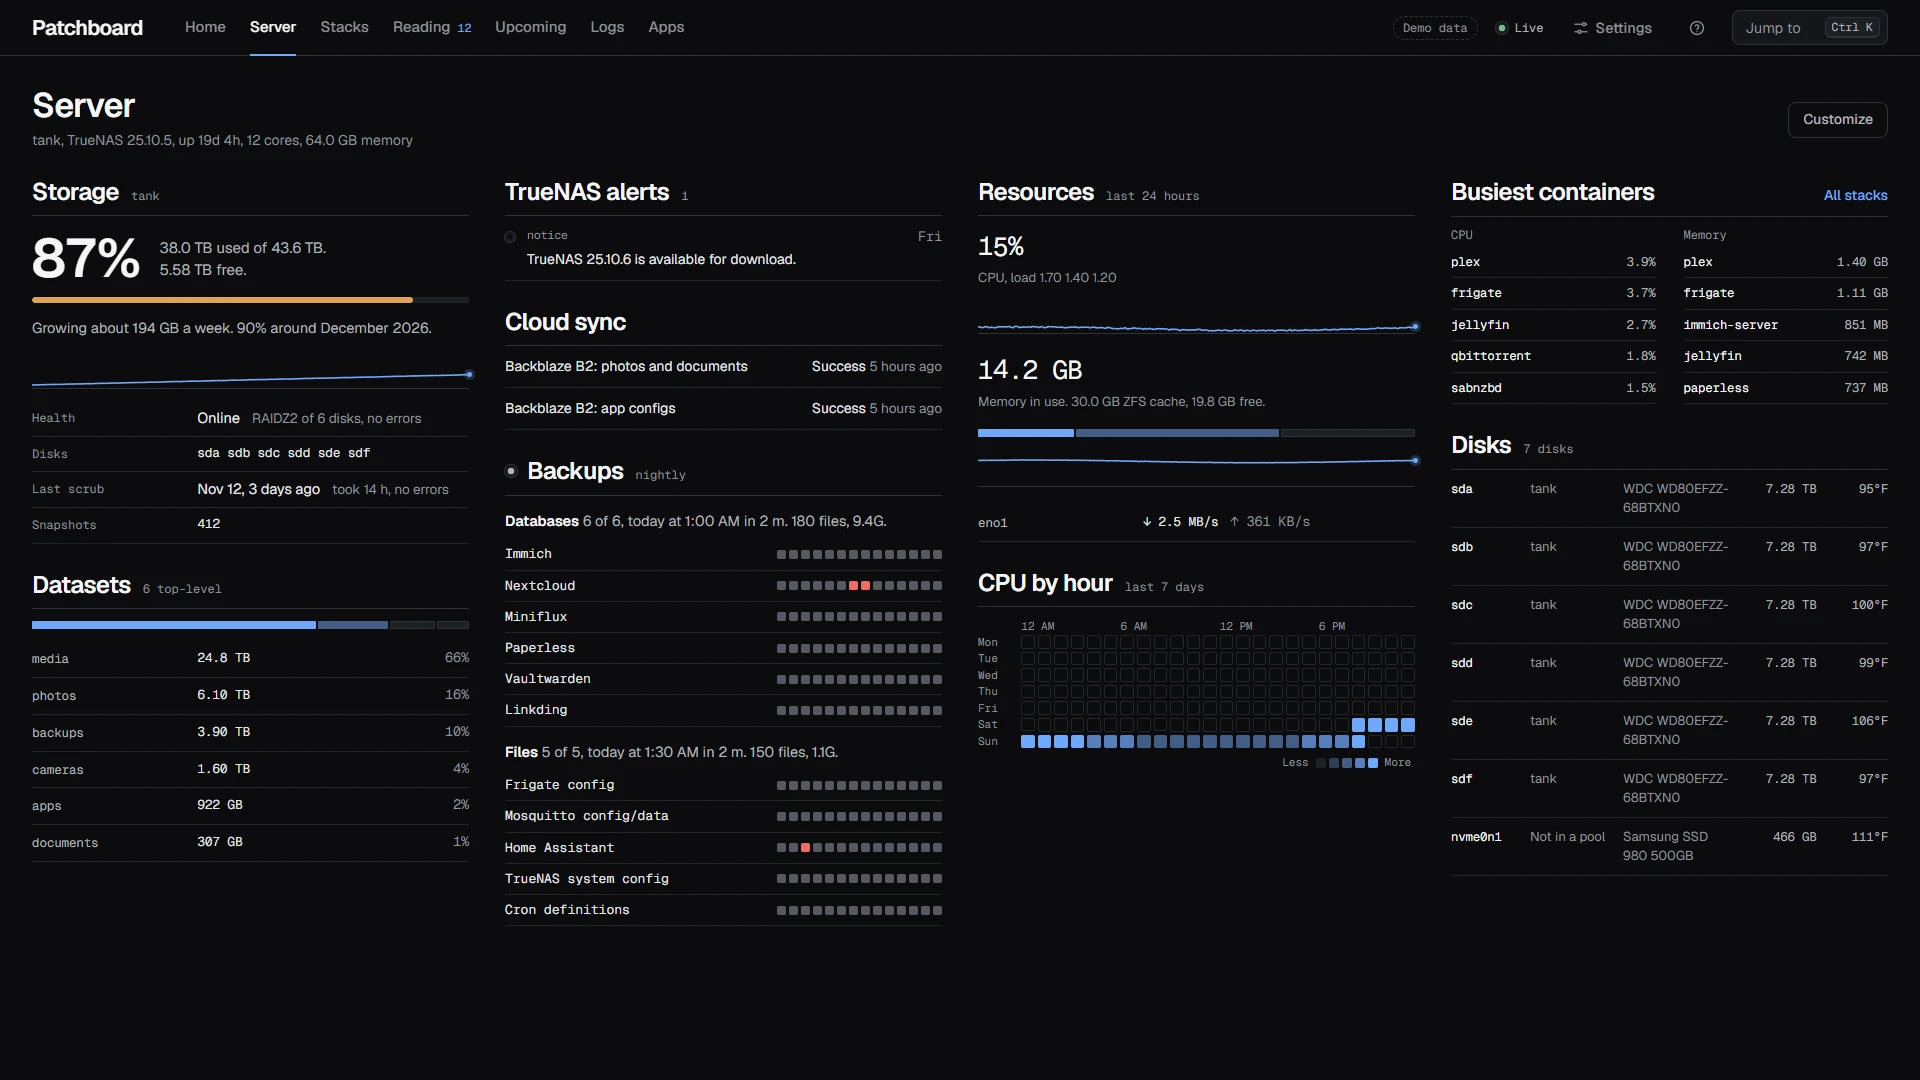 Patchboard
Home
Server
Stacks
Reading 12
Upcoming
Logs
Apps
Demo data
Live
Settings
Jump to
Ctrl K
Server
tank, TrueNAS 25.10.5, up 19d 4h, 12 cores, 64.0 GB memory
Customize
Storage tank
87%
38.0 TB used of 43.6 TB.
5.58 TB free.
Growing about 194 GB a week. 90% around December 2026.
Health Online RAIDZ2 of 6 disks, no errors
Disks sda sdb sdc sdd sde sdf
Last scrub Nov 12, 3 days ago took 14 h, no errors
Snapshots 412
Datasets 6 top-level
media 24.8 TB 66%
photos 6.10 TB 16%
backups 3.90 TB 10%
cameras 1.60 TB 4%
apps 922 GB 2%
documents 307 GB 1%
TrueNAS alerts 1
notice Fri
TrueNAS 25.10.6 is available for download.
Cloud sync
Backblaze B2: photos and documents Success 5 hours ago
Backblaze B2: app configs Success 5 hours ago
Backups nightly
Databases 6 of 6, today at 1:00 AM in 2 m. 180 files, 9.4G.
Immich
Nextcloud
Miniflux
Paperless
Vaultwarden
Linkding
Files 5 of 5, today at 1:30 AM in 2 m. 150 files, 1.1G.
Frigate config
Mosquitto config/data
Home Assistant
TrueNAS system config
Cron definitions
Resources last 24 hours
15%
CPU, load 1.70 1.40 1.20
14.2 GB
Memory in use. 30.0 GB ZFS cache, 19.8 GB free.
eno1 ↓ 2.5 MB/s ↑ 361 KB/s
CPU by hour last 7 days
12 AM 6 AM 12 PM 6 PM
Mon
Tue
Wed
Thu
Fri
Sat
Sun
Less More
Busiest containers All stacks
CPU Memory
plex 3.9% plex 1.40 GB
frigate 3.7% frigate 1.11 GB
jellyfin 2.7% immich-server 851 MB
qbittorrent 1.8% jellyfin 742 MB
sabnzbd 1.5% paperless 737 MB
Disks 7 disks
sda tank WDC WD80EFZZ- 7.28 TB 95°F
68BTXN0
sdb tank WDC WD80EFZZ- 7.28 TB 97°F
68BTXN0
sdc tank WDC WD80EFZZ- 7.28 TB 100°F
68BTXN0
sdd tank WDC WD80EFZZ- 7.28 TB 99°F
68BTXN0
sde tank WDC WD80EFZZ- 7.28 TB 106°F
68BTXN0
sdf tank WDC WD80EFZZ- 7.28 TB 97°F
68BTXN0
nvme0n1 Not in a pool Samsung SSD 466 GB 111°F
980 500GB